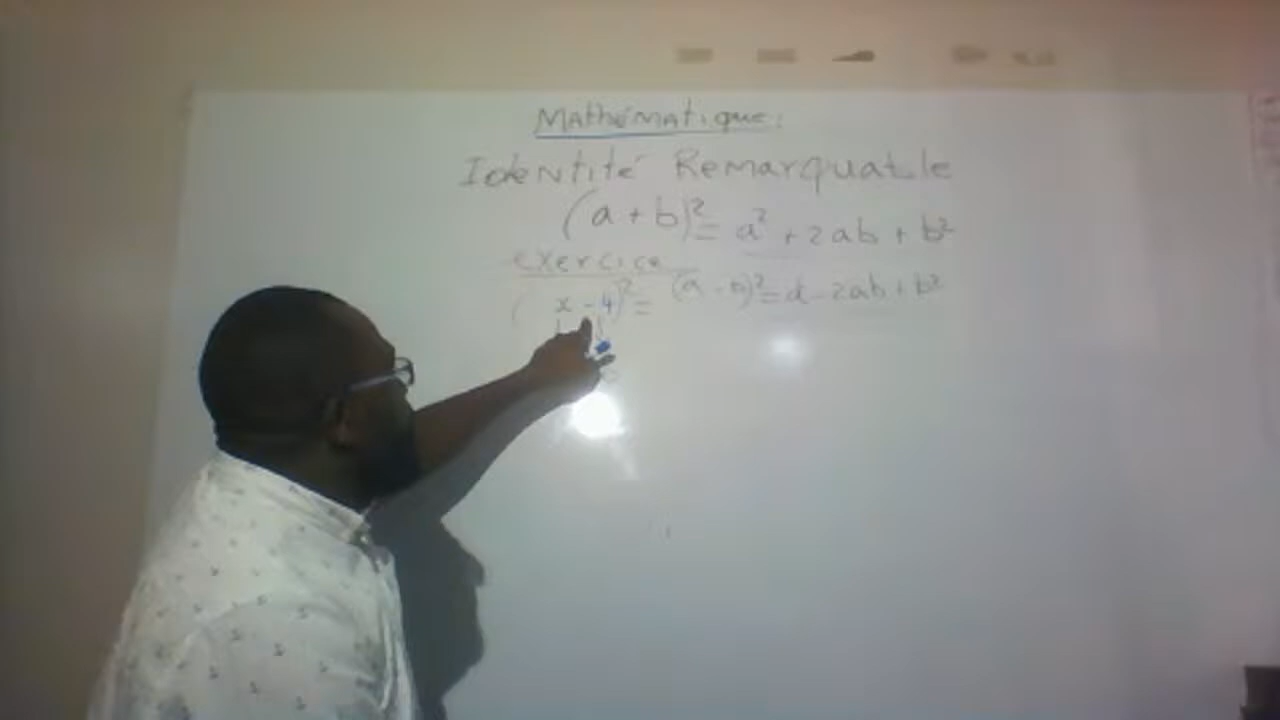 Mathématique:
Identité Remarquable
(a + b)² = a² + 2ab + b²
exercice
(x - 4)² = (a - b)² = a² - 2ab + b²